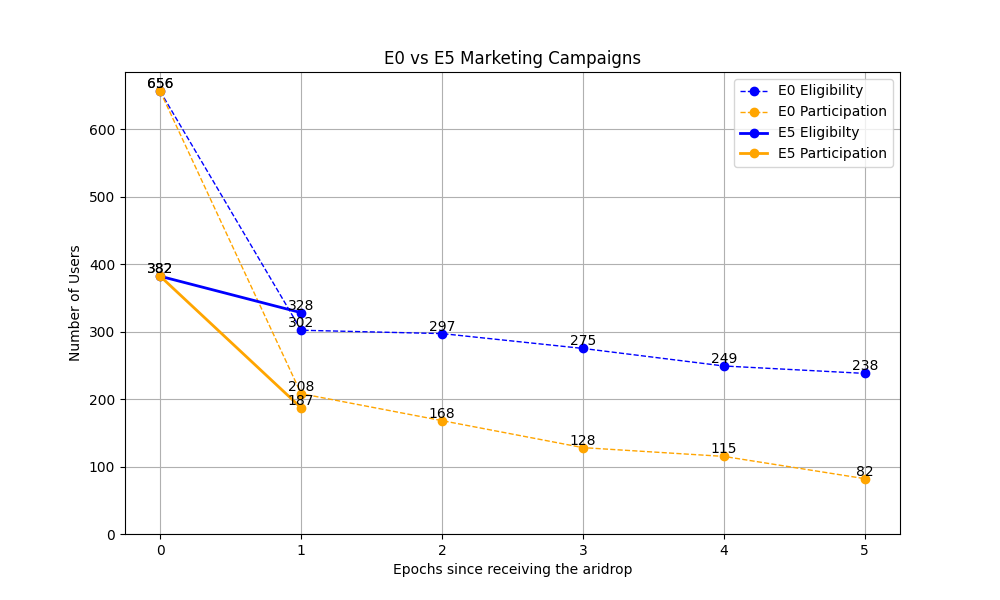 E0 vs E5 Marketing Campaigns
E0 Eligibility
E0 Participation
E5 Eligibilty
E5 Participation
Number of Users
600
500
400
300
200
100
0
656
656
382
382
328
302
208
187
297
168
275
128
249
115
238
82
0 1 2 3 4 5
Epochs since receiving the aridrop